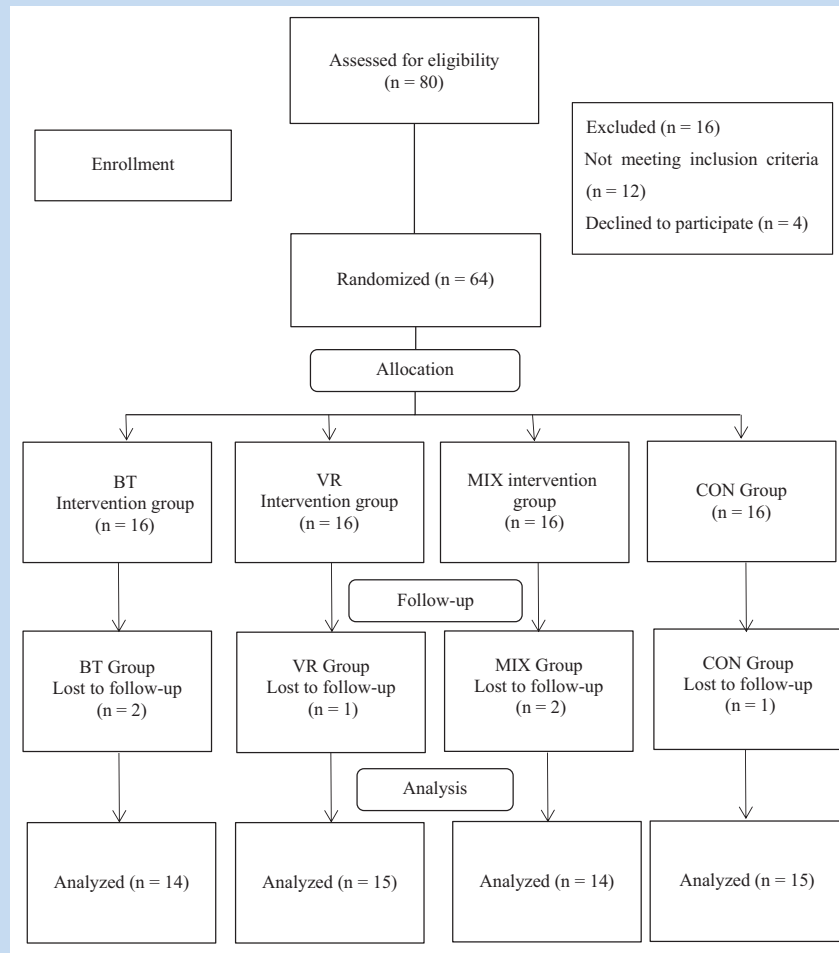 Assessed for eligibility
(n = 80)
Enrollment
Excluded (n = 16)
Not meeting inclusion criteria
(n = 12)
Declined to participate (n = 4)
Randomized (n = 64)
Allocation
BT
Intervention group
(n = 16)
VR
Intervention group
(n = 16)
MIX intervention
group
(n = 16)
CON Group
(n = 16)
Follow-up
BT Group
Lost to follow-up
(n = 2)
VR Group
Lost to follow-up
(n = 1)
MIX Group
Lost to follow-up
(n = 2)
CON Group
Lost to follow-up
(n = 1)
Analysis
Analyzed (n = 14)
Analyzed (n = 15)
Analyzed (n = 14)
Analyzed (n = 15)